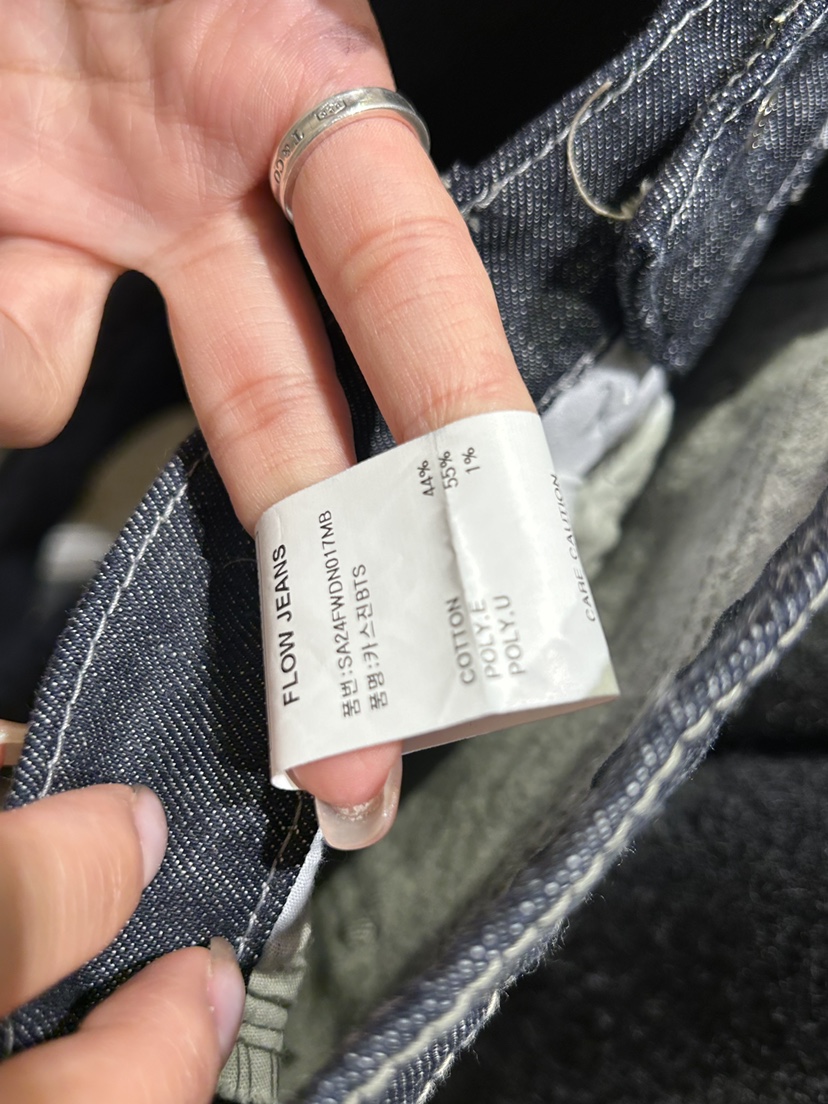 FLOW JEANS
품번:SA24FWDN017MB
품명:카스진BTS
COTTON 44%
POLY.E 55%
POLY.U 1%
CARE CAUTION
T & CO